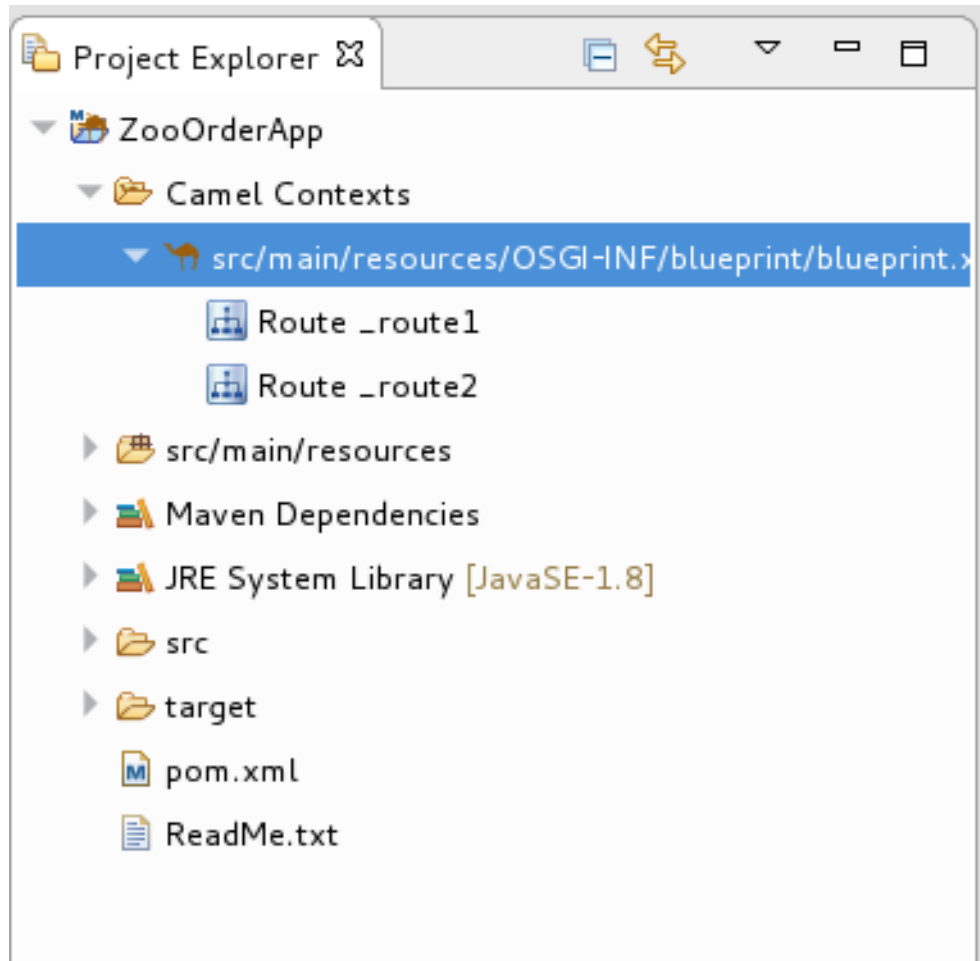 Project Explorer
ZooOrderApp
Camel Contexts
src/main/resources/OSGI-INF/blueprint/blueprint.x
Route _route1
Route _route2
src/main/resources
Maven Dependencies
JRE System Library [JavaSE-1.8]
src
target
pom.xml
ReadMe.txt